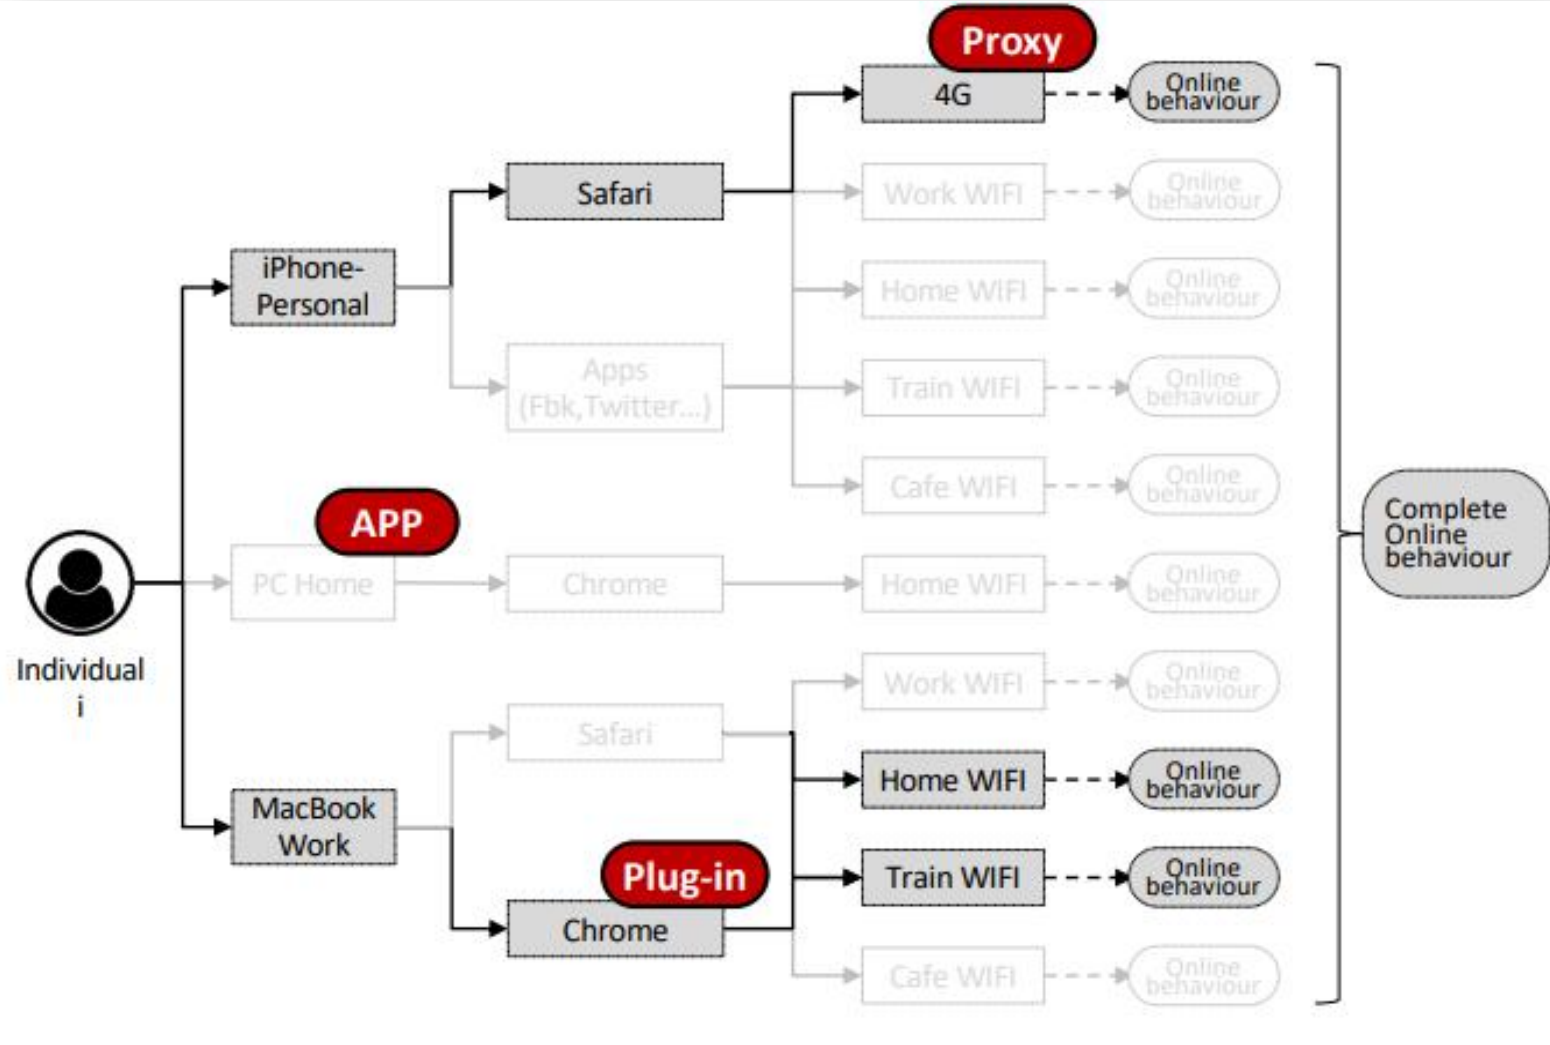 Proxy
4G
Online
behaviour
Safari
Work WIFI
Online
behaviour
iPhone-
Personal
Home WIFI
Online
behaviour
Apps
(Fbk,Twitter...)
Train WIFI
Online
behaviour
Cafe WIFI
Online
behaviour
APP
PC Home
Chrome
Home WIFI
Online
behaviour
Complete
Online
behaviour
Individual
i
Work WIFI
Online
behaviour
Safari
MacBook
Work
Home WIFI
Online
behaviour
Plug-in
Chrome
Train WIFI
Online
behaviour
Cafe WIFI
Online
behaviour